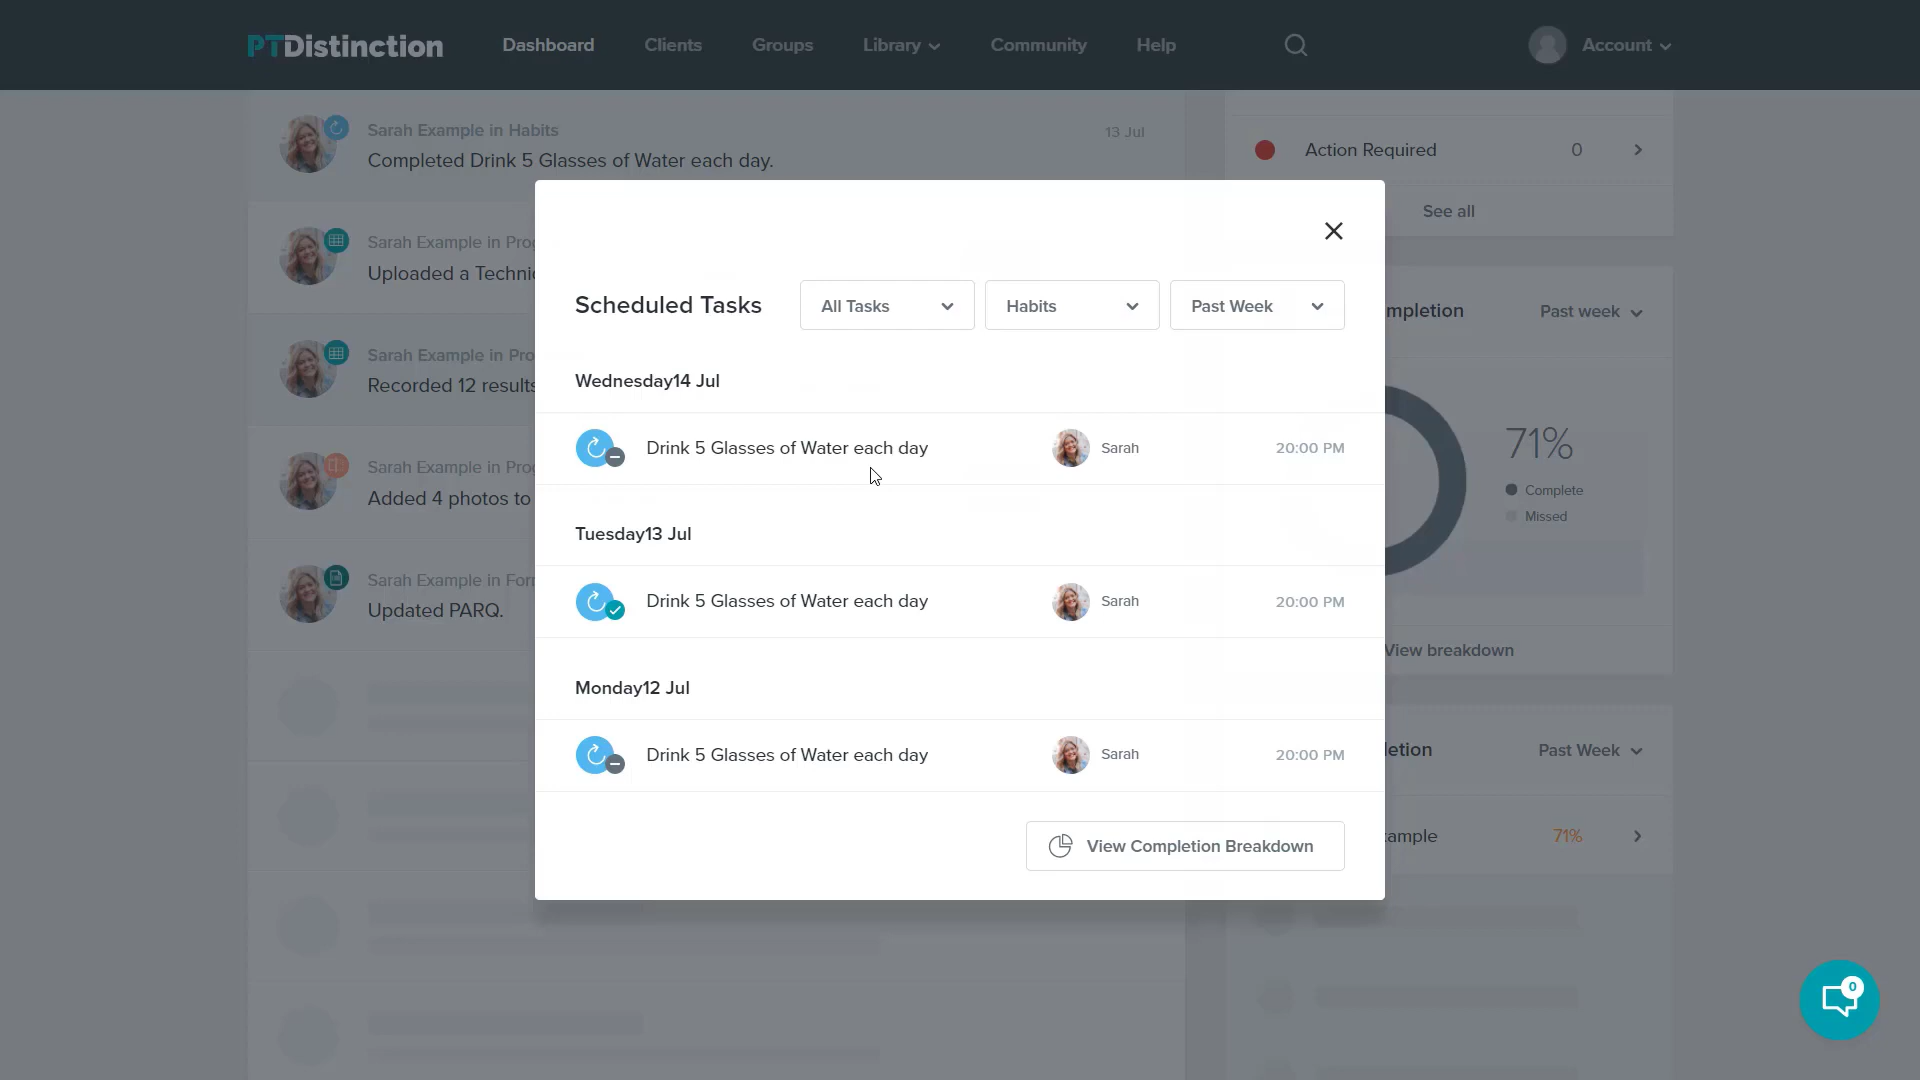 PTDistinction
Dashboard
Clients
Groups
Library
Community
Help
Account
Sarah Example in Habits
13 Jul
Completed Drink 5 Glasses of Water each day.
Sarah Example in Pro
Uploaded a Techni
Sarah Example in Pro
Recorded 12 results
Sarah Example in Pro
Added 4 photos to
Sarah Example in For
Updated PARQ.
Action Required
0
See all
mpletion
Past week
71%
Complete
Missed
View breakdown
letion
Past Week
ample
71%
Scheduled Tasks
All Tasks
Habits
Past Week
Wednesday14 Jul
Drink 5 Glasses of Water each day
Sarah
20:00 PM
Tuesday13 Jul
Drink 5 Glasses of Water each day
Sarah
20:00 PM
Monday12 Jul
Drink 5 Glasses of Water each day
Sarah
20:00 PM
View Completion Breakdown
0